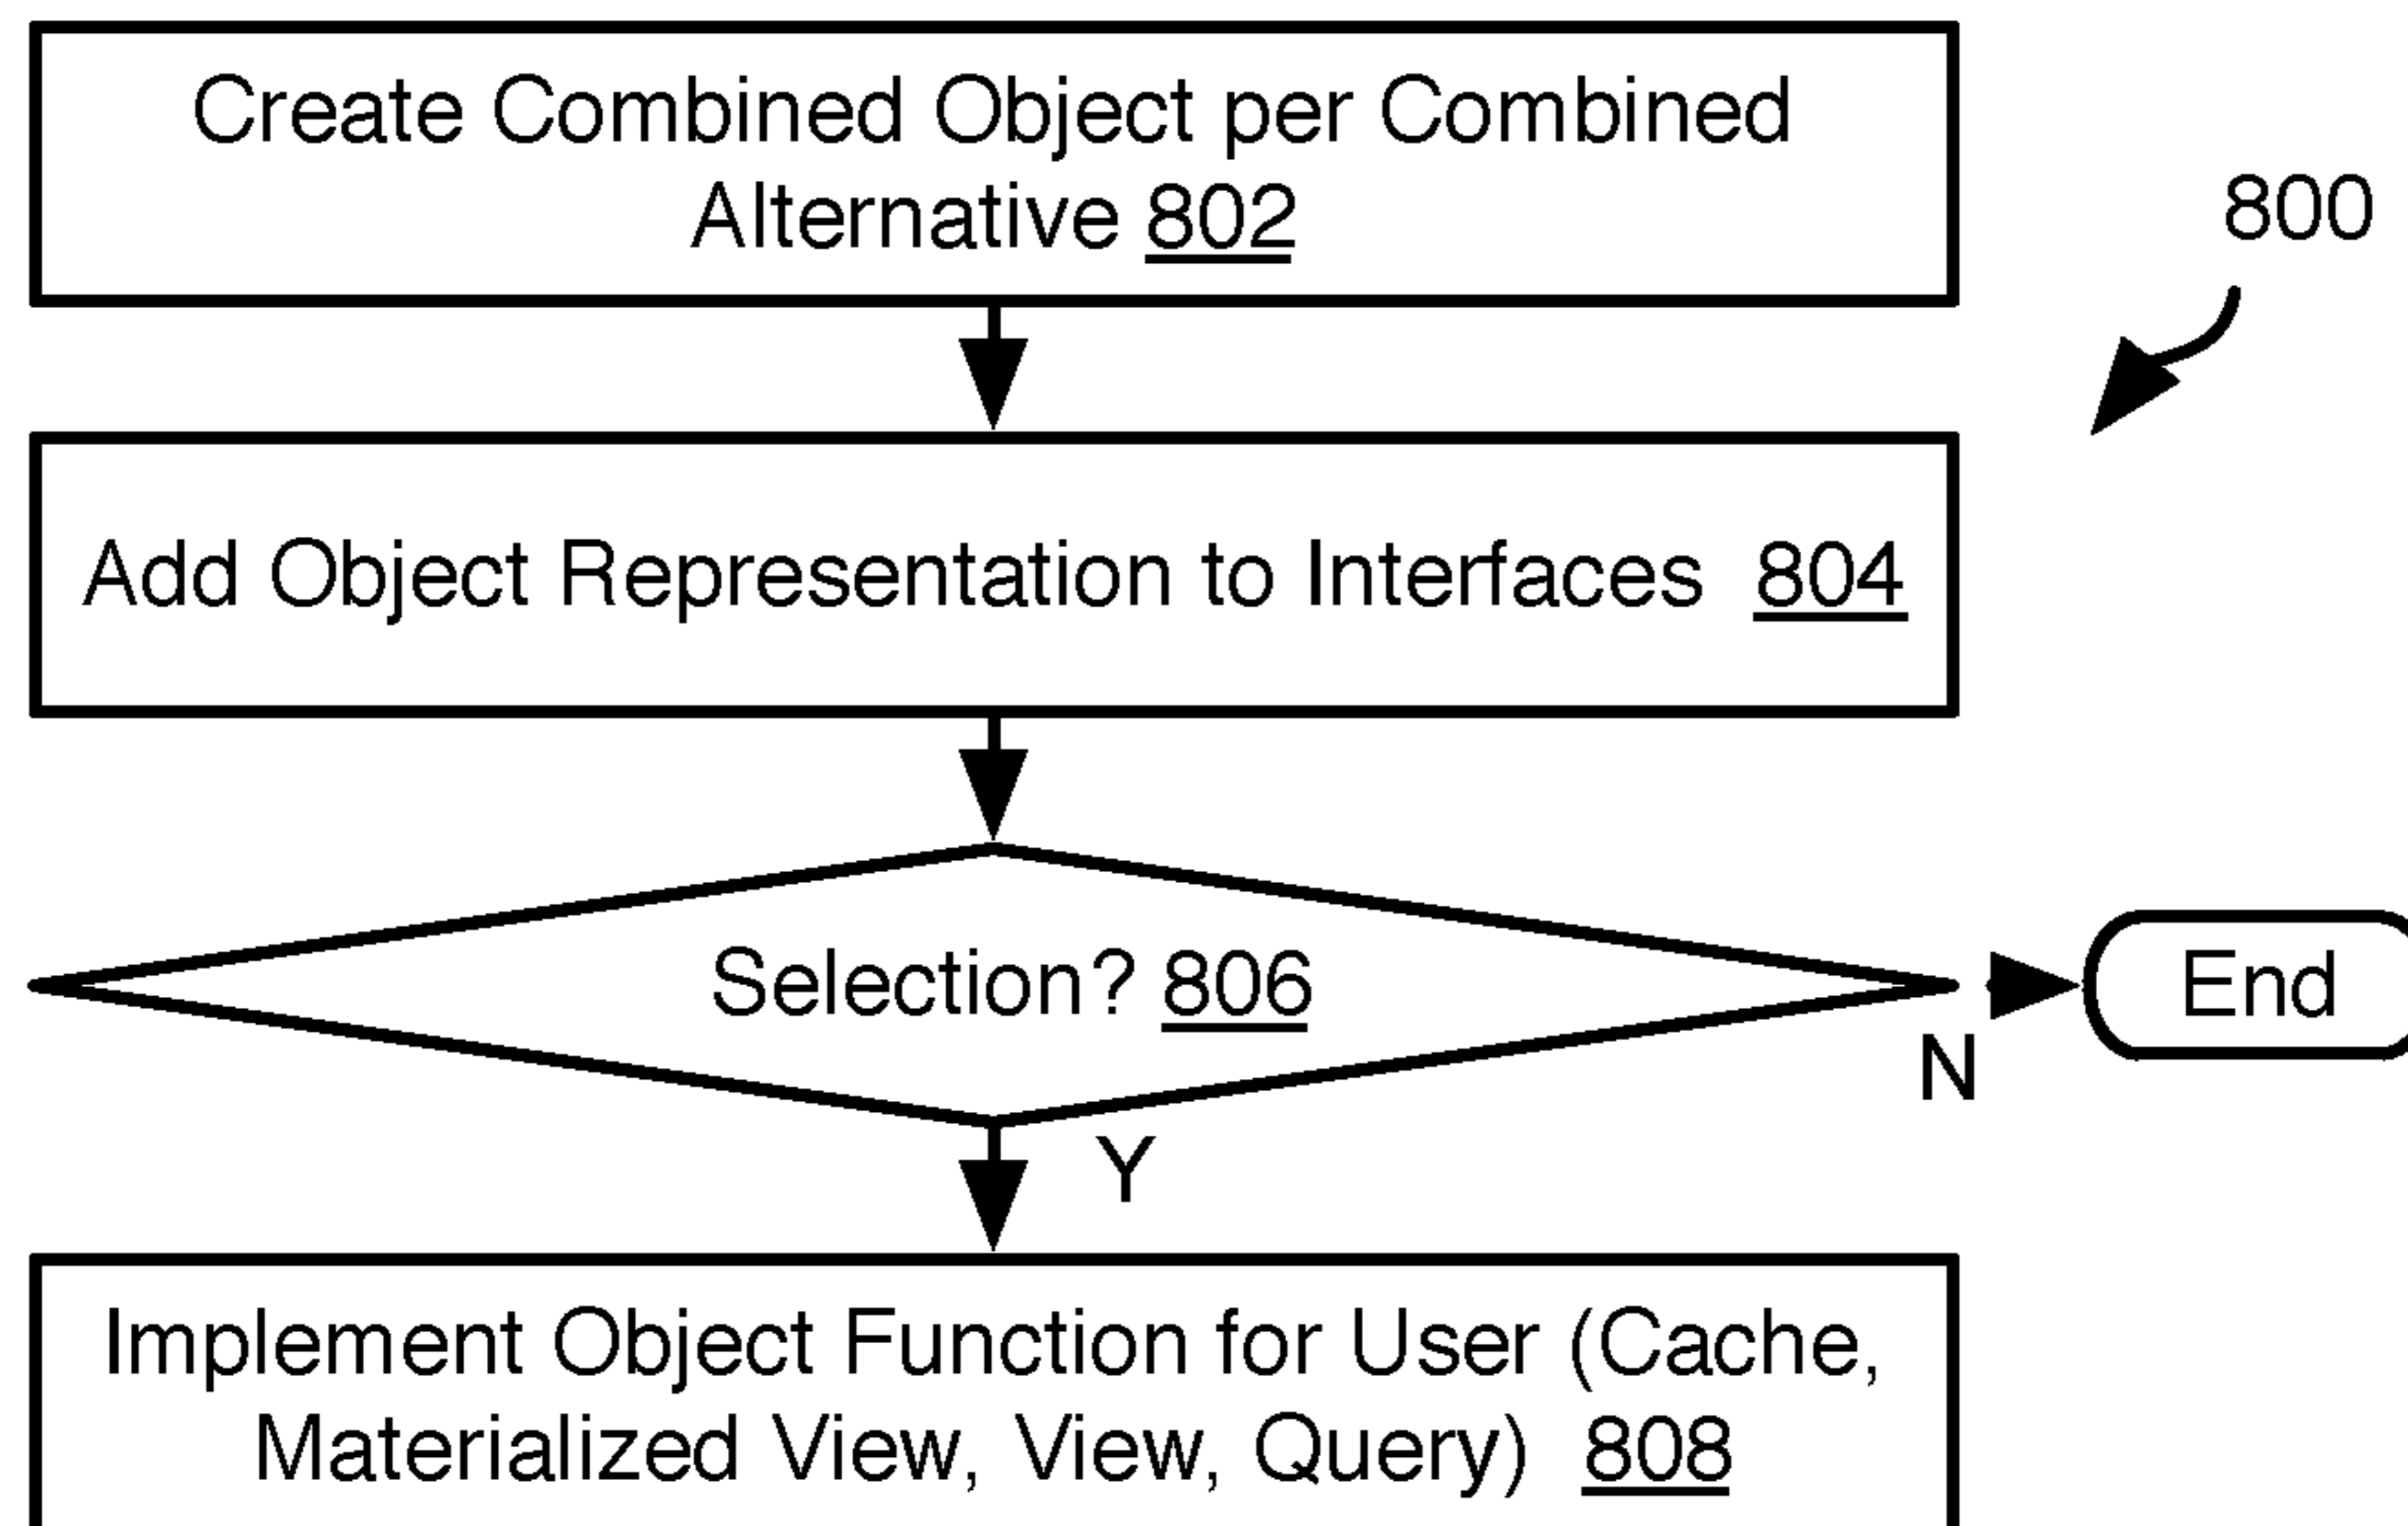 Create Combined Object per Combined
Alternative 802
800
Add Object Representation to Interfaces 804
Selection? 806
End
N
Y
Implement Object Function for User (Cache,
Materialized View, View, Query) 808